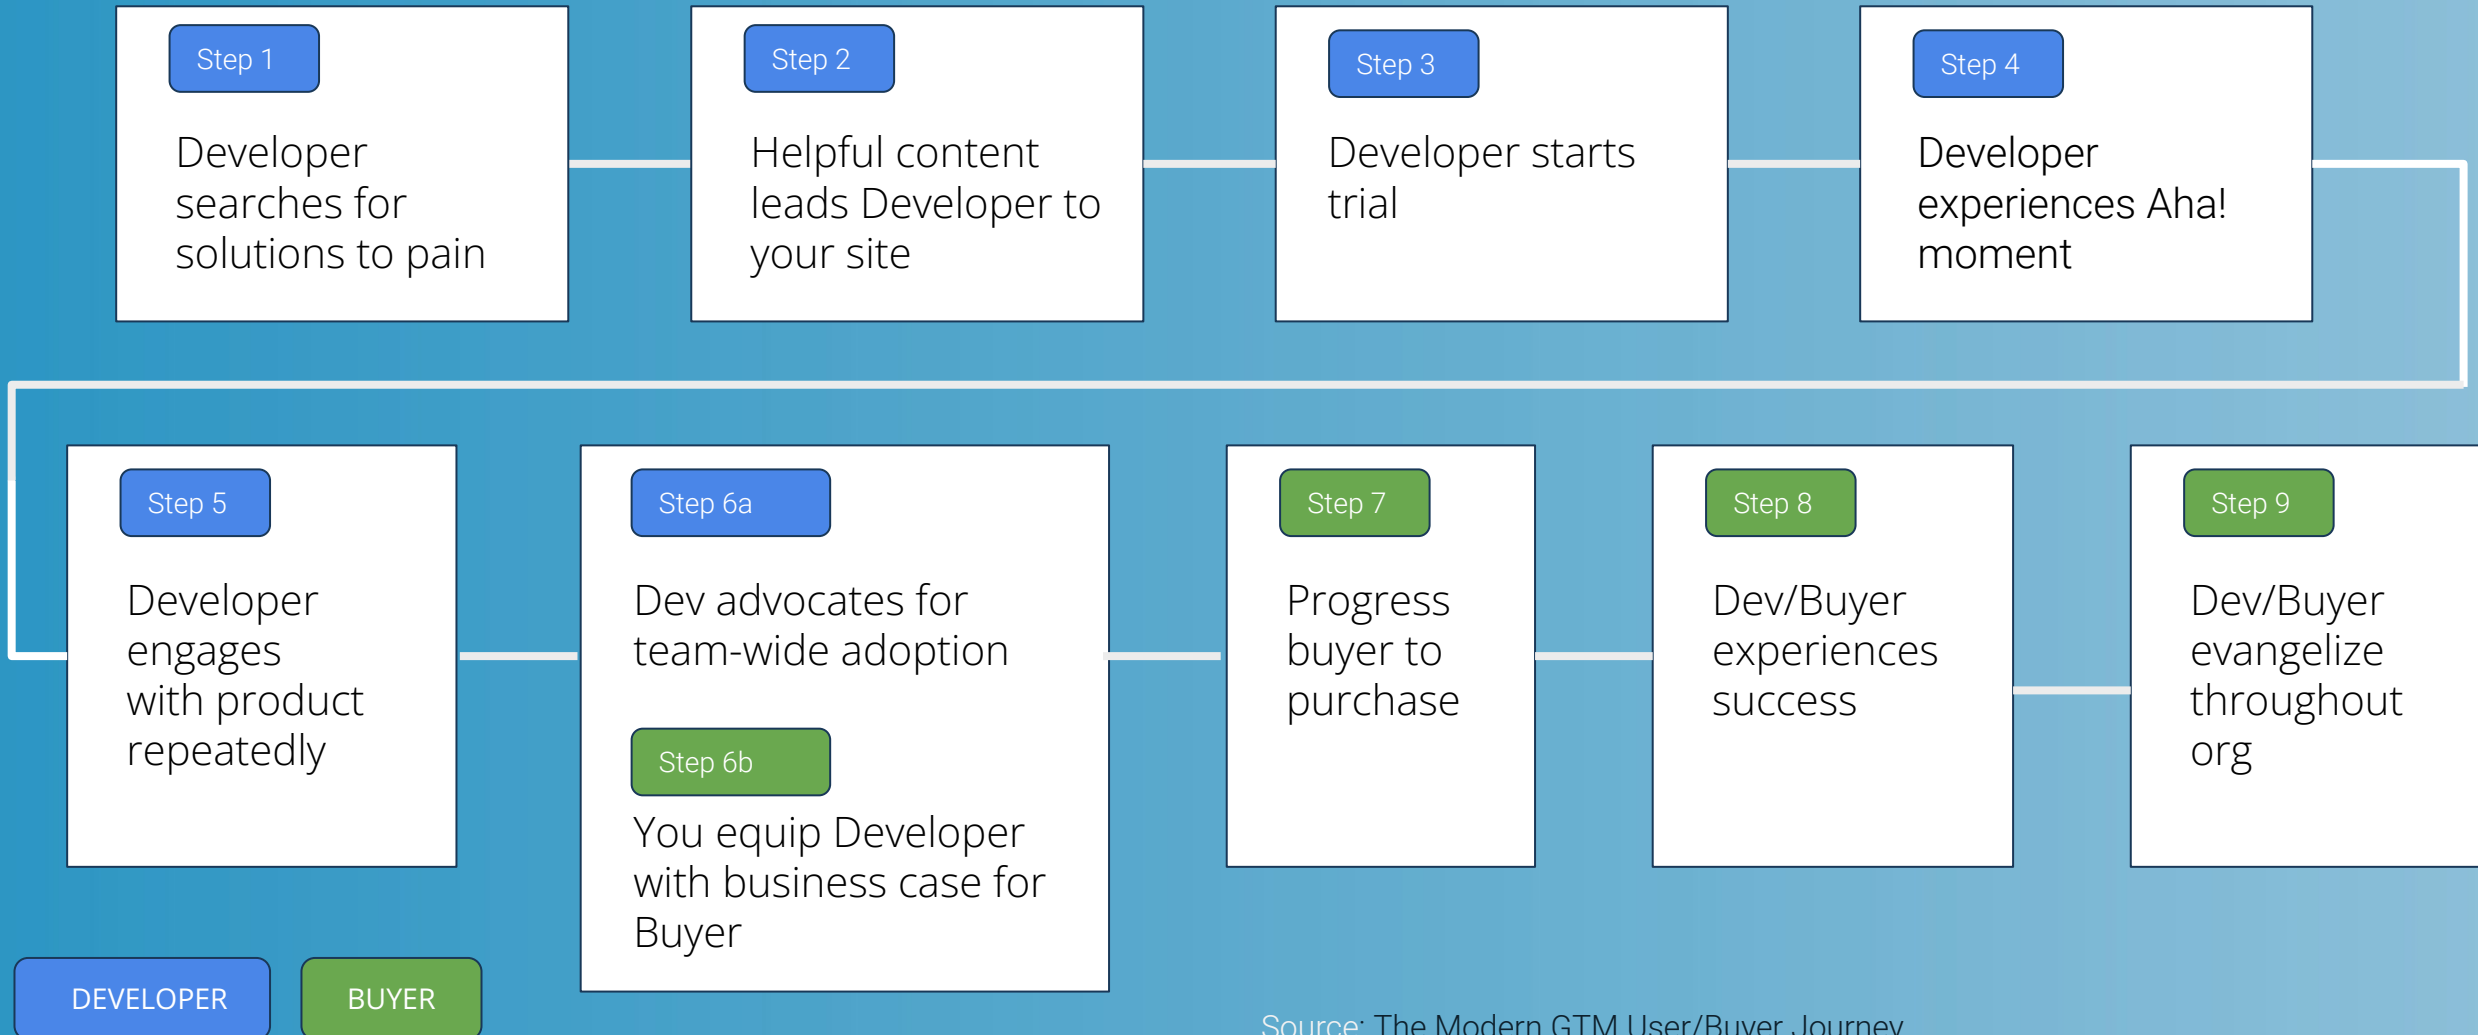 Step 1
Developer
searches for
solutions to pain
Step 2
Helpful content
leads Developer to
your site
Step 3
Developer starts
trial
Step 4
Developer
experiences Aha!
moment
Step 5
Developer
engages
with product
repeatedly
Step 6a
Dev advocates for
team-wide adoption
Step 6b
You equip Developer
with business case for
Buyer
Step 7
Progress
buyer to
purchase
Step 8
Dev/Buyer
experiences
success
Step 9
Dev/Buyer
evangelize
throughout
org
DEVELOPER
BUYER
Source: The Modern GTM User/Buyer Journey